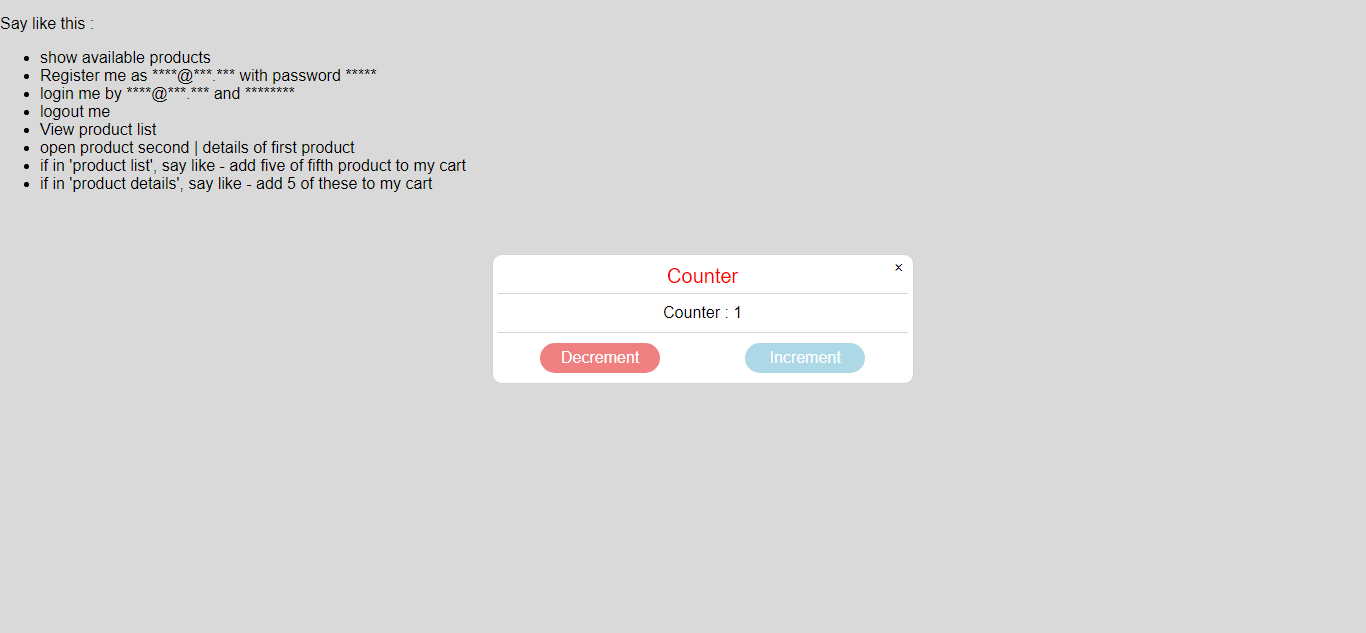 Say like this :
show available products
Register me as ****@***.*** with password *****
login me by ****@***.*** and ********
logout me
View product list
open product second | details of first product
if in 'product list', say like - add five of fifth product to my cart
if in 'product details', say like - add 5 of these to my cart
×
Counter
Counter : 1
Decrement Increment